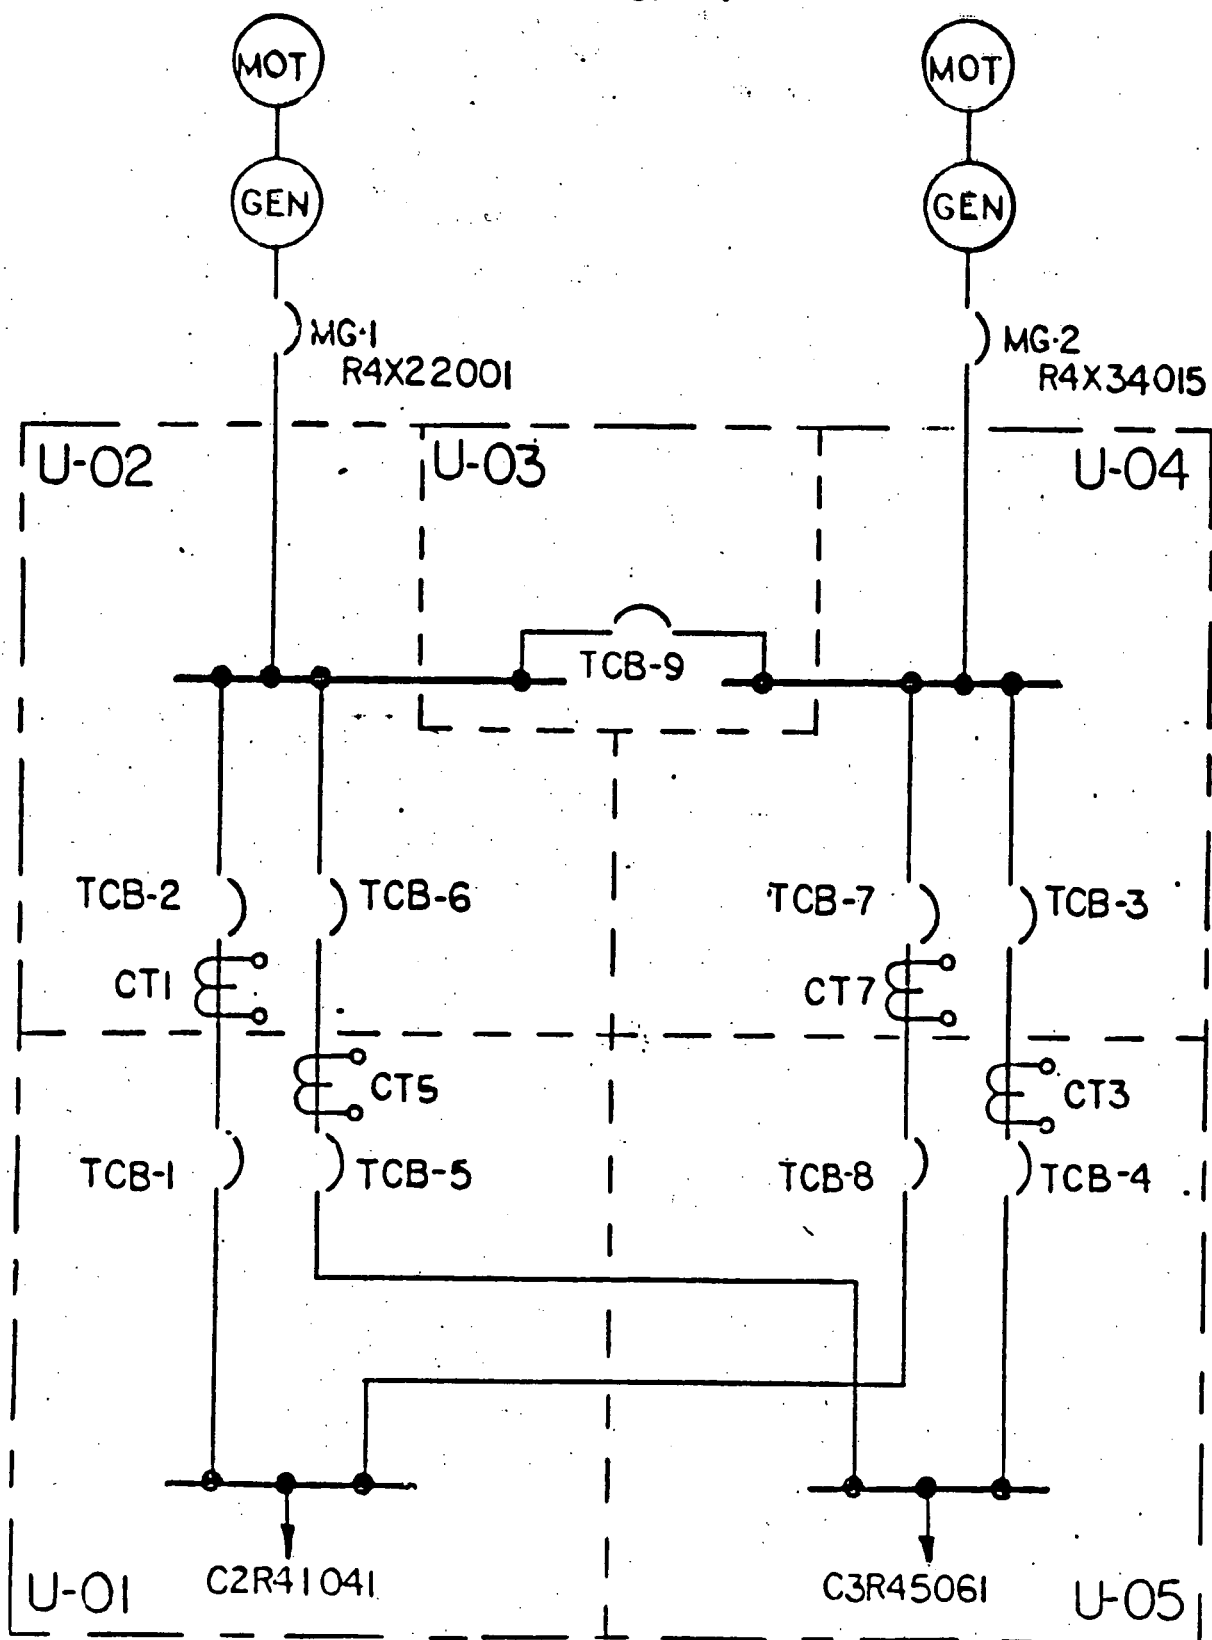 MOT
MOT
GEN
GEN
MG-1
R4X22001
MG-2
R4X34015
U-02
U-03
U-04
TCB-9
TCB-2
TCB-6
TCB-7
TCB-3
CT1
CT7
CT5
CT3
TCB-1
TCB-5
TCB-8
TCB-4
C2R41041
C3R45061
U-01
U-05